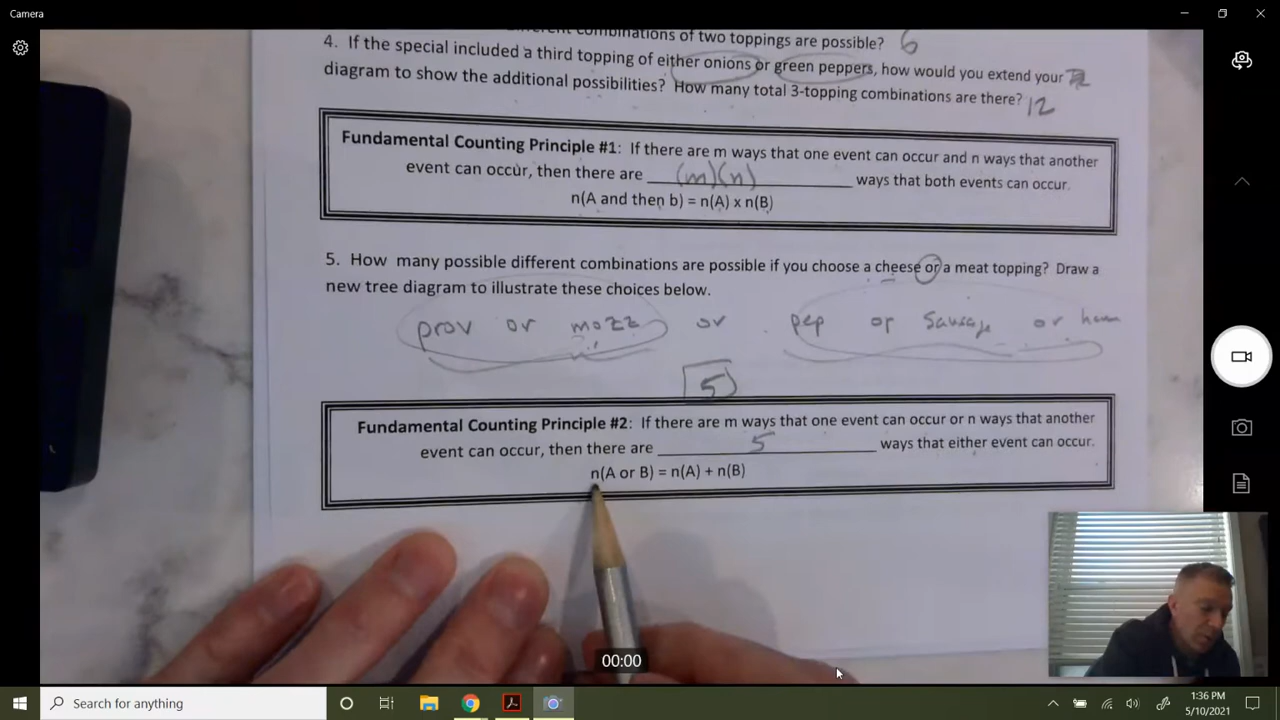 Camera
combinations of two toppings are possible? 6
4. If the special included a third topping of either onions or green peppers, how would you extend your
diagram to show the additional possibilities? How many total 3-topping combinations are there? 12
Fundamental Counting Principle #1: If there are m ways that one event can occur and n ways that another
event can occur, then there are (m)(n) ways that both events can occur.
n(A and then b) = n(A) x n(B)
5. How many possible different combinations are possible if you choose a cheese or a meat topping? Draw a
new tree diagram to illustrate these choices below.
prov or mozz or pep or Sausage or ham
5
Fundamental Counting Principle #2: If there are m ways that one event can occur or n ways that another
event can occur, then there are 5 ways that either event can occur.
n(A or B) = n(A) + n(B)
00:00
Search for anything
1:36 PM
5/10/2021